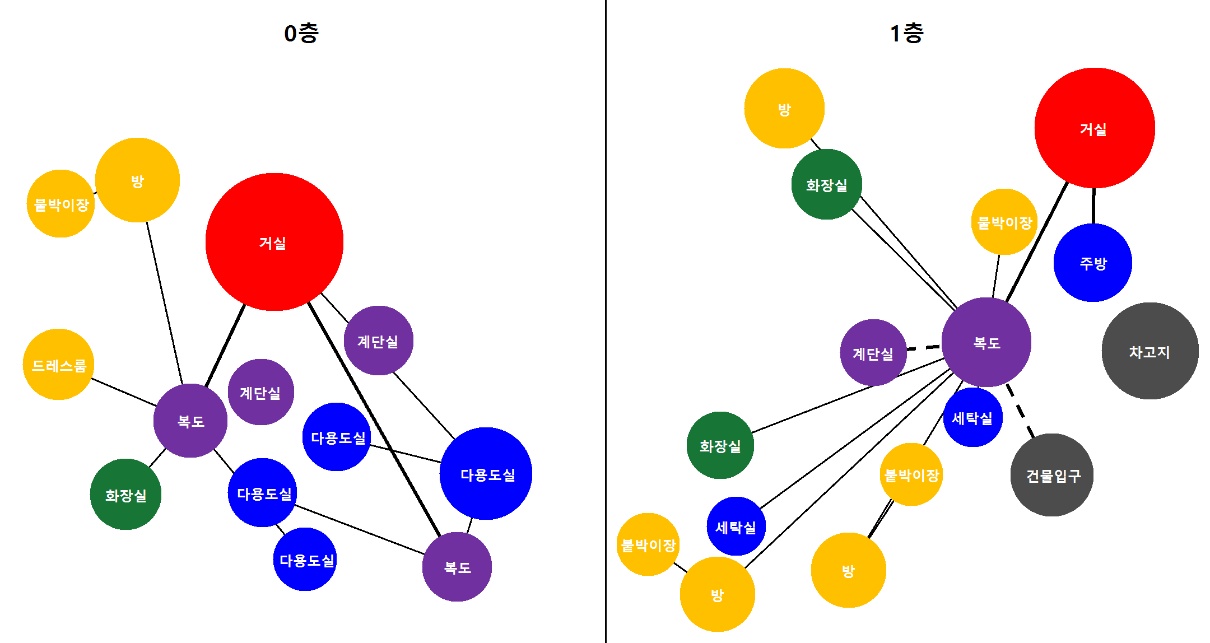 0층
방
물박이장
거실
계단실
드레스룸
계단실
복도
다용도실
다용도실
화장실
다용도실
다용도실
복도
1층
방
거실
화장실
물박이장
주방
복도
계단실
차고지
세탁실
화장실
붙박이장
건물입구
세탁실
붙박이장
방
방